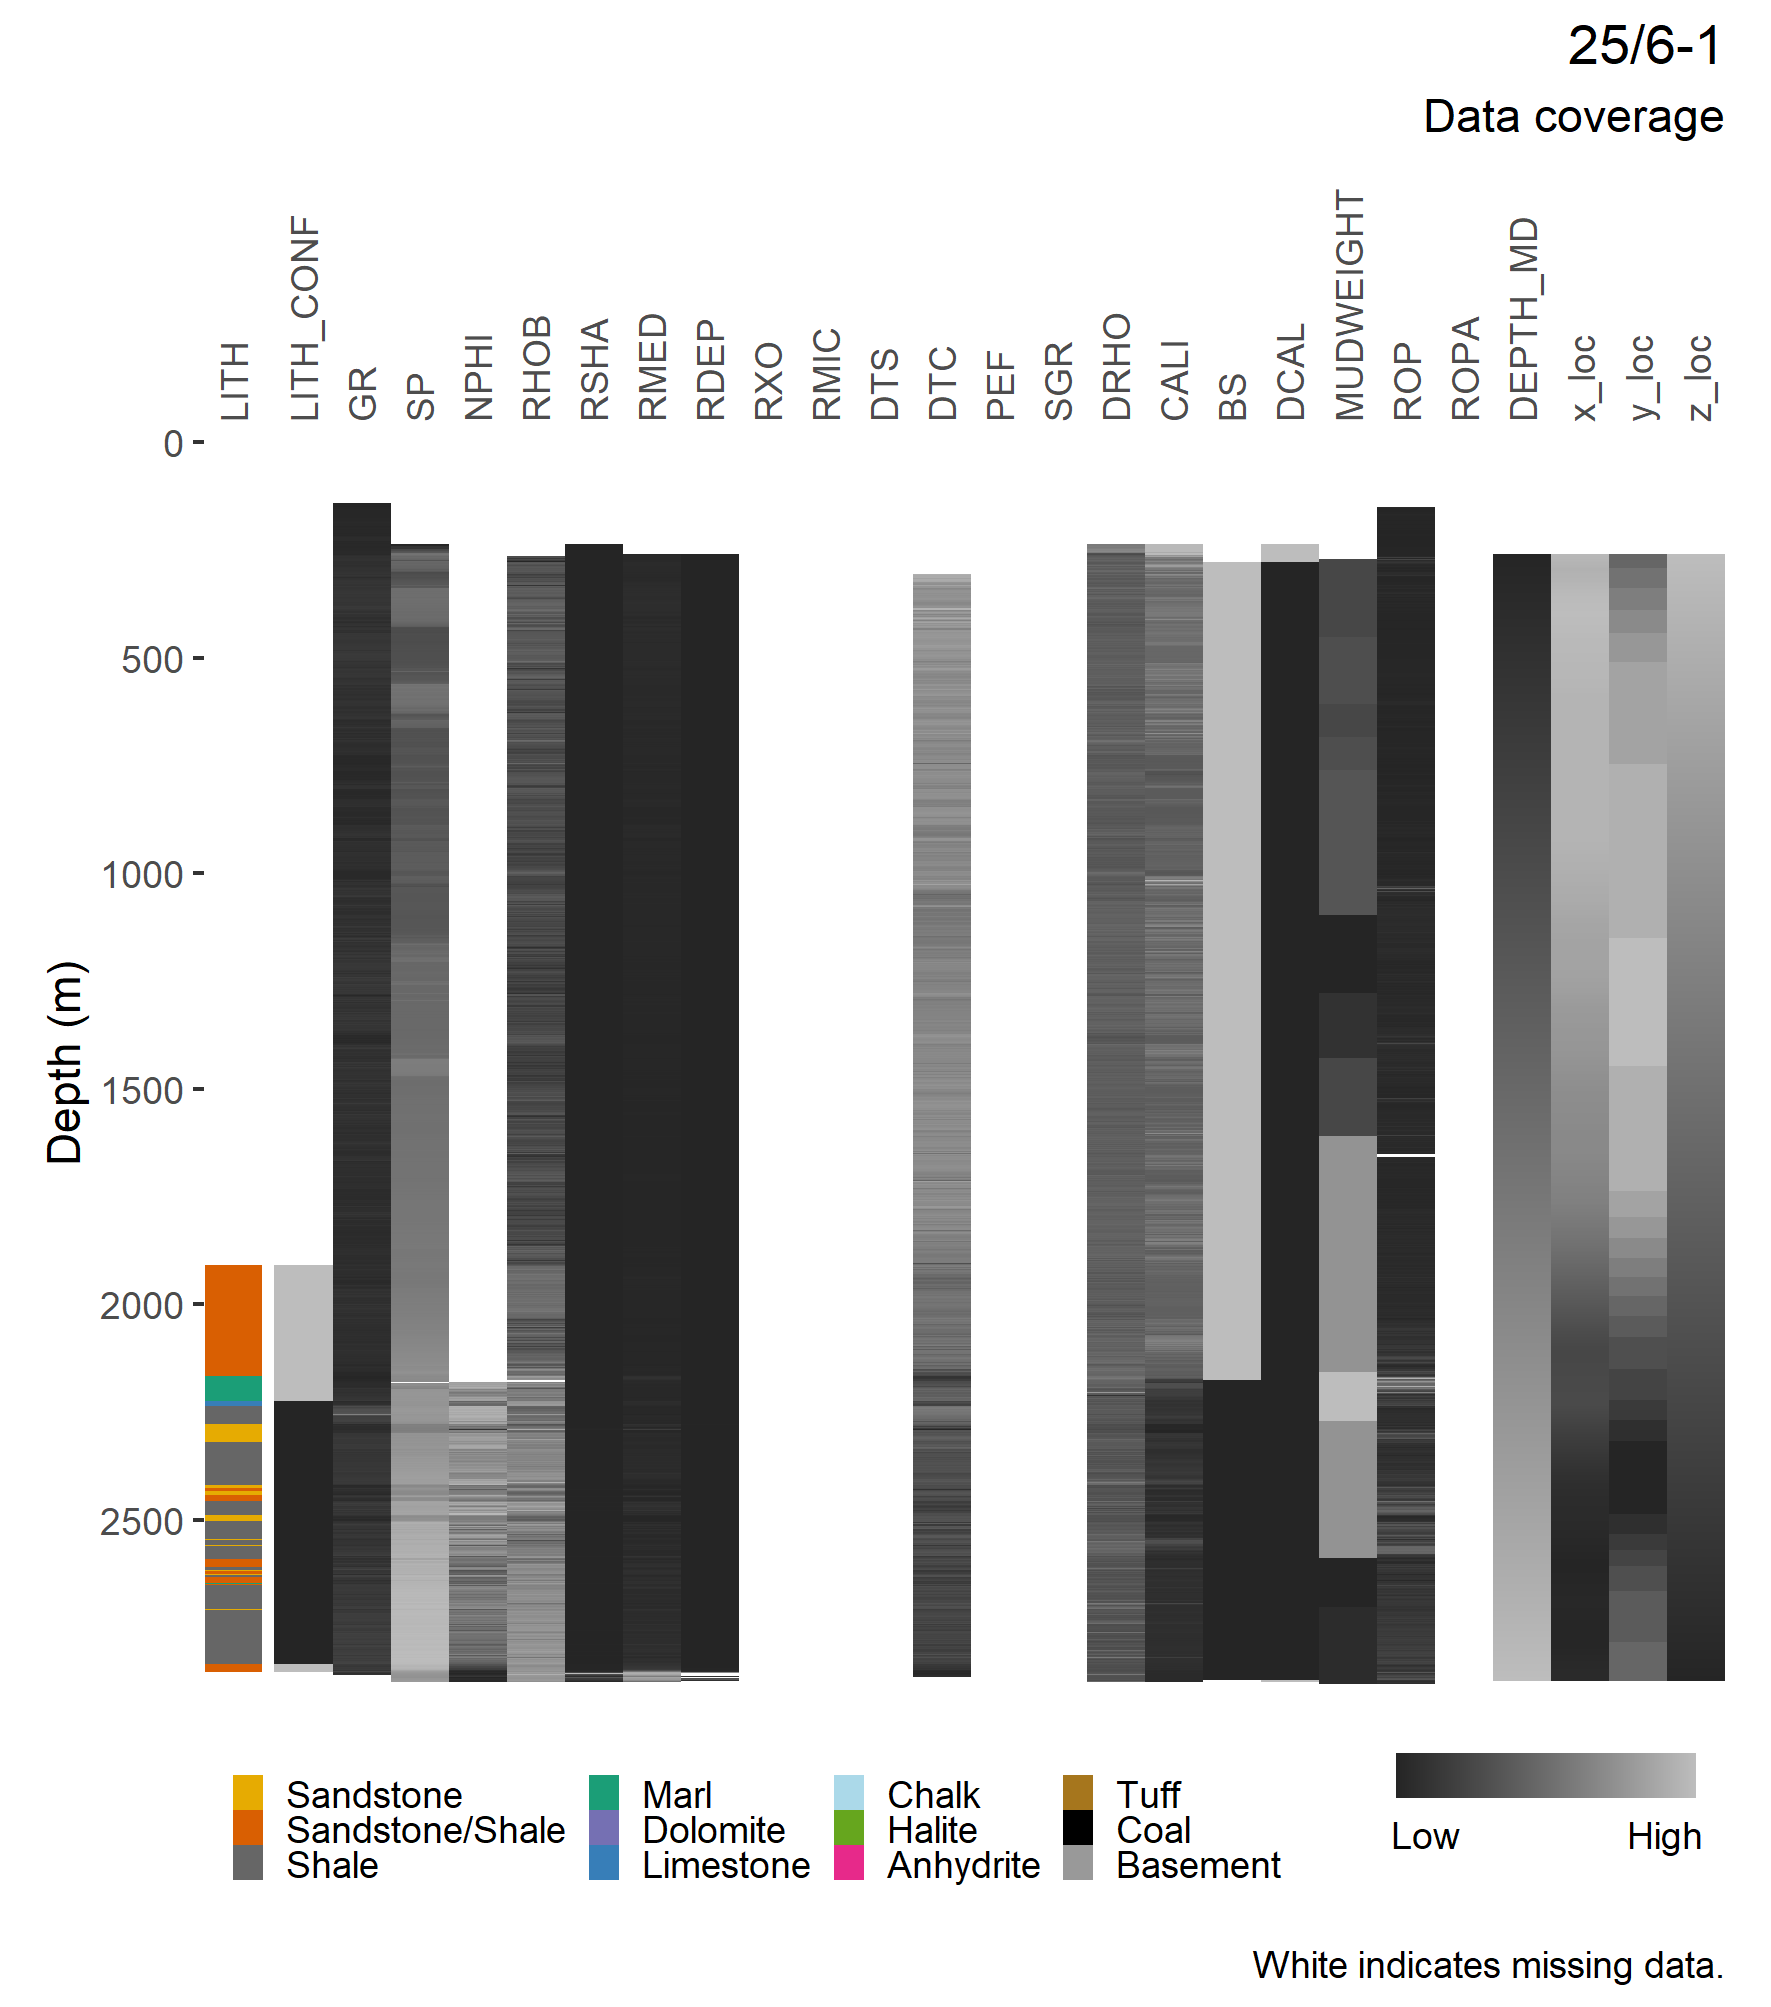 25/6-1
Data coverage
LITH
LITH_CONF
GR
SP
NPHI
RHOB
RSHA
RMED
RDEP
RXO
RMIC
DTS
DTC
PEF
SGR
DRHO
CALI
BS
DCAL
MUDWEIGHT
ROP
ROPA
DEPTH_MD
x_loc
y_loc
z_loc
0
500
1000
1500
2000
2500
Depth (m)
Sandstone
Sandstone/Shale
Shale
Marl
Dolomite
Limestone
Chalk
Halite
Anhydrite
Tuff
Coal
Basement
Low
High
White indicates missing data.